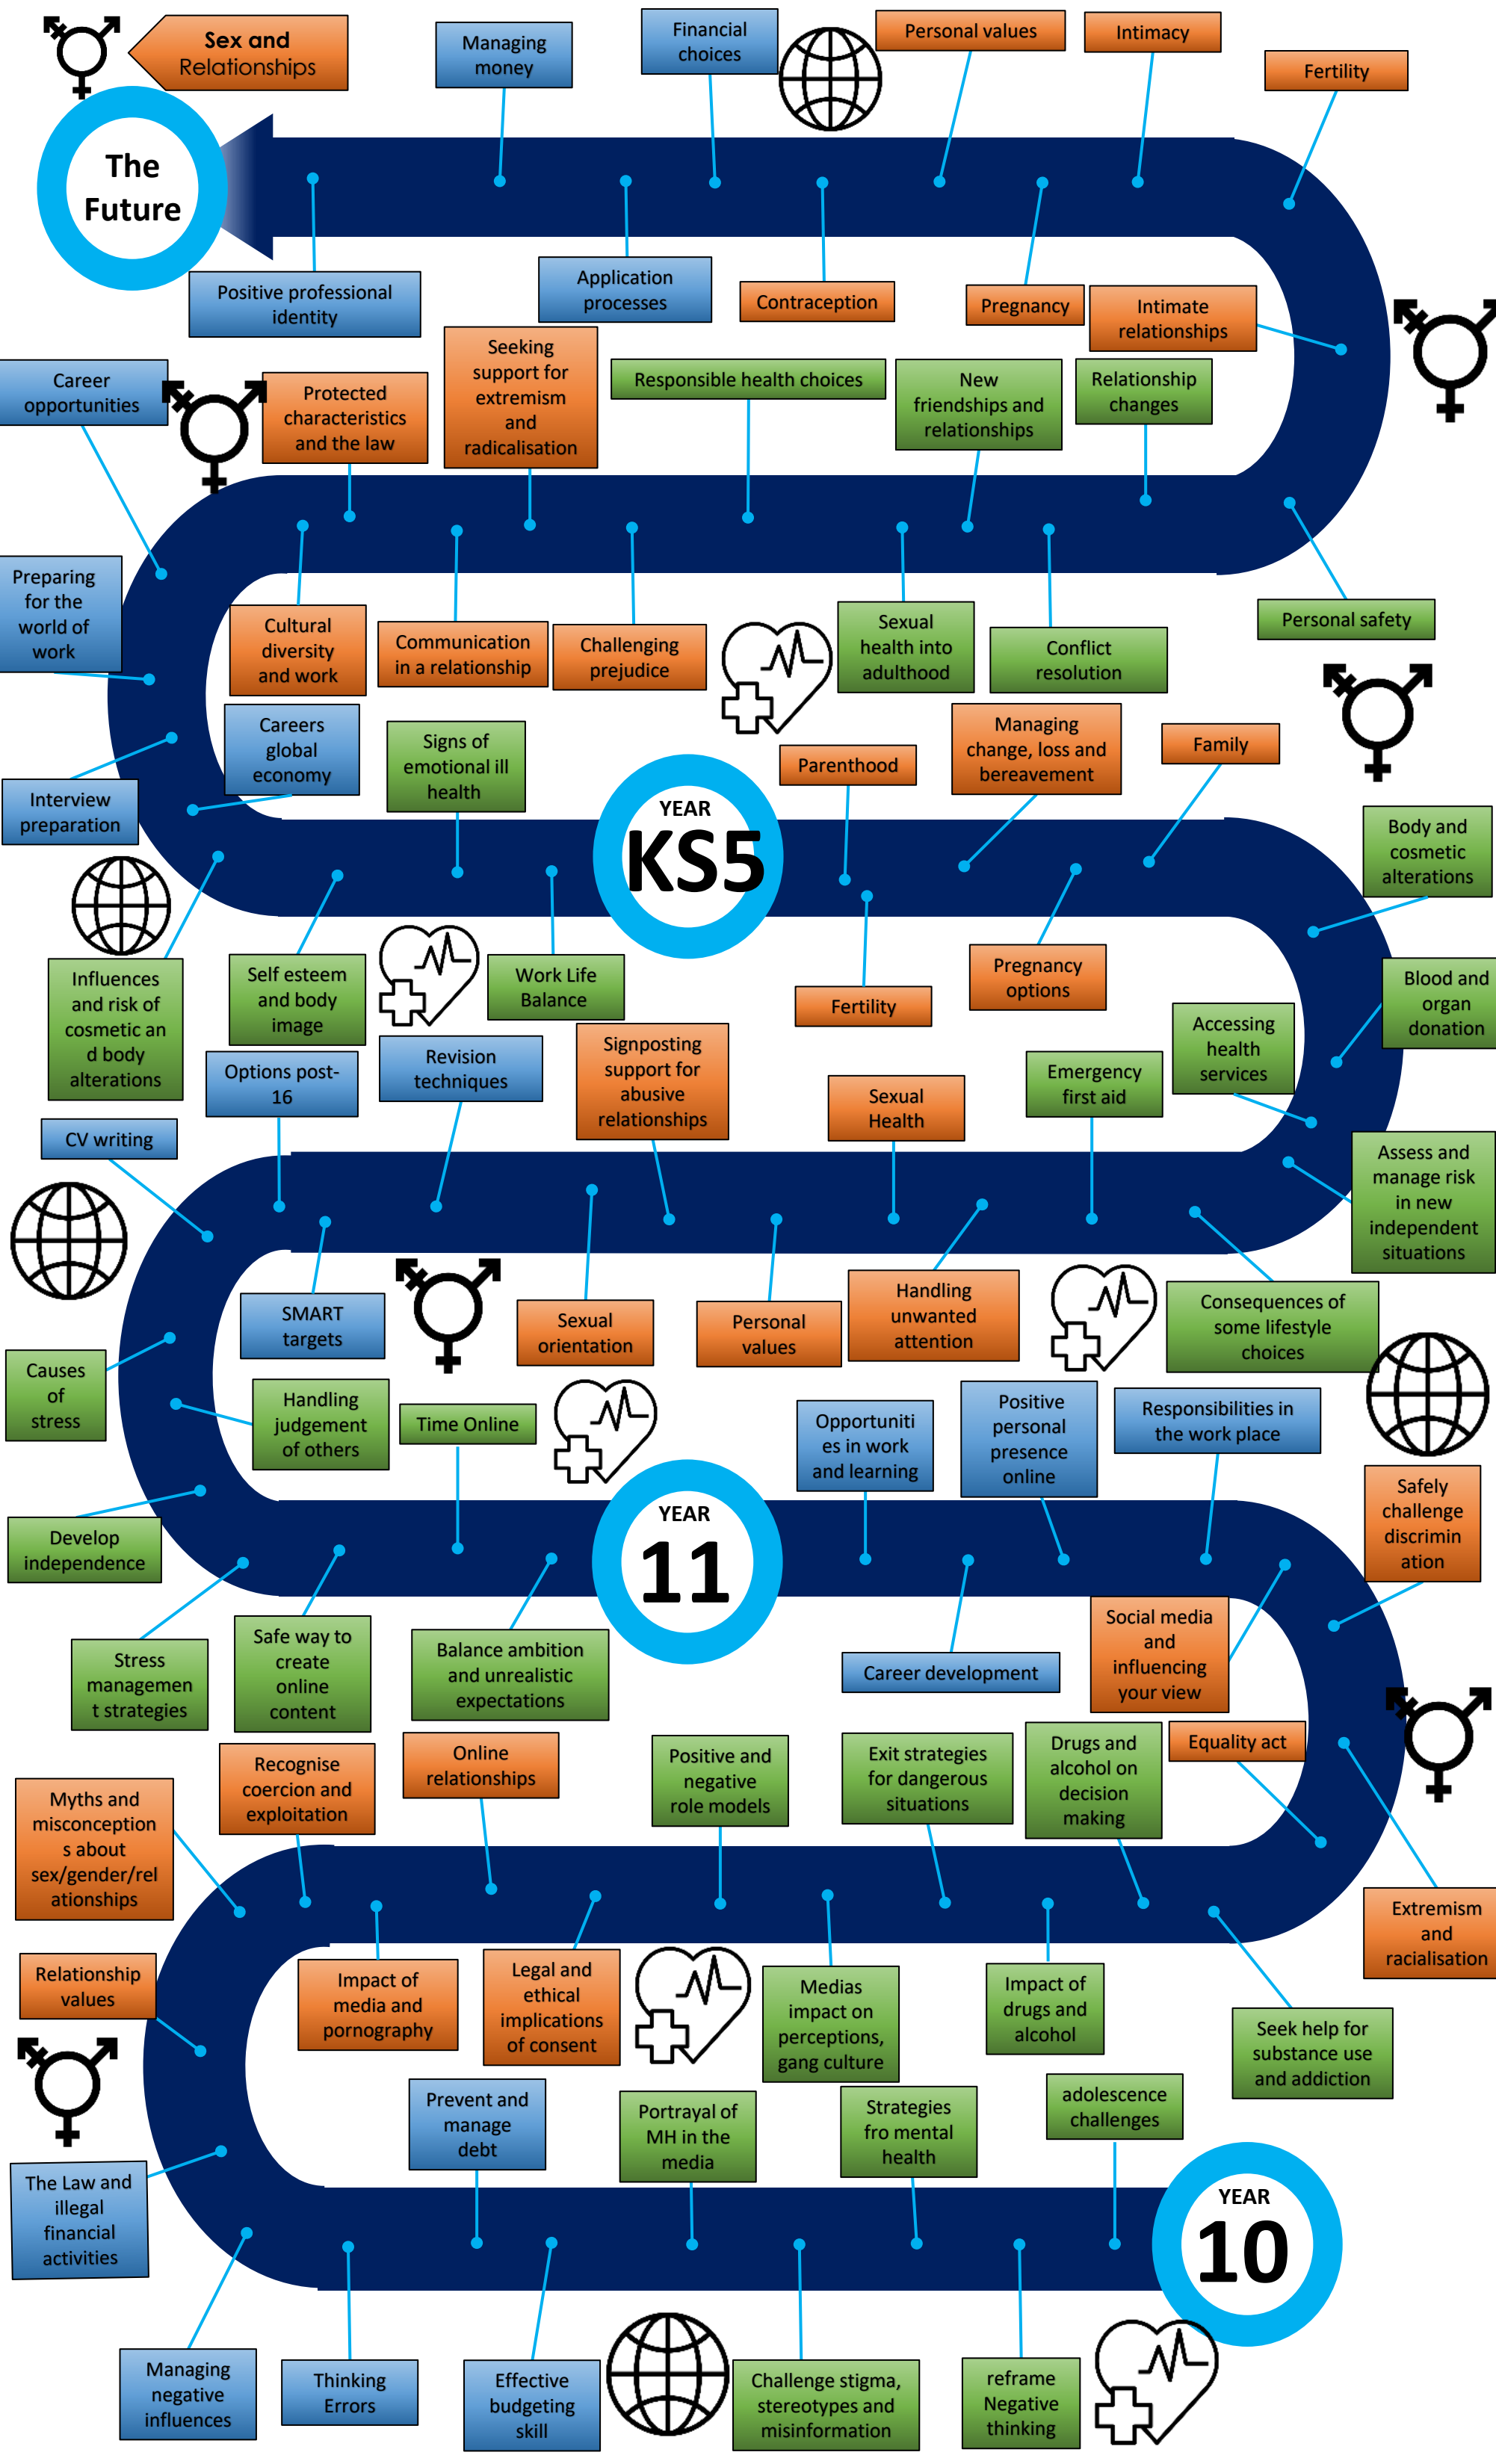 Sex and
Relationships
Managing
money
Financial
choices
Personal values
Intimacy
Fertility
The
Future
Positive professional
identity
Application
processes
Contraception
Pregnancy
Intimate
relationships
Career
opportunities
Protected
characteristics
and the law
Seeking
support for
extremism
and
radicalisation
Responsible health choices
New
friendships and
relationships
Relationship
changes
Preparing
for the
world of
work
Cultural
diversity
and work
Communication
in a relationship
Challenging
prejudice
Sexual
health into
adulthood
Conflict
resolution
Personal safety
Interview
preparation
Careers
global
economy
Signs of
emotional ill
health
YEAR
KS5
Parenthood
Managing
change, loss and
bereavement
Family
Body and
cosmetic
alterations
Influences
and risk of
cosmetic an
d body
alterations
Self esteem
and body
image
Work Life
Balance
Fertility
Pregnancy
options
Blood and
organ
donation
CV writing
Options post-
16
Revision
techniques
Signposting
support for
abusive
relationships
Sexual
Health
Emergency
first aid
Accessing
health
services
Assess and
manage risk
in new
independent
situations
SMART
targets
Sexual
orientation
Personal
values
Handling
unwanted
attention
Consequences of
some lifestyle
choices
Causes
of
stress
Handling
judgement
of others
Time Online
Opportuniti
es in work
and learning
Positive
personal
presence
online
Responsibilities in
the work place
Safely
challenge
discrimin
ation
Develop
independence
YEAR
11
Stress
managemen
t strategies
Safe way to
create
online
content
Balance ambition
and unrealistic
expectations
Career development
Social media
and
influencing
your view
Myths and
misconception
s about
sex/gender/rel
ationships
Recognise
coercion and
exploitation
Online
relationships
Positive and
negative
role models
Exit strategies
for dangerous
situations
Drugs and
alcohol on
decision
making
Equality act
Extremism
and
racialisation
Relationship
values
Impact of
media and
pornography
Legal and
ethical
implications
of consent
Medias
impact on
perceptions,
gang culture
Impact of
drugs and
alcohol
Seek help for
substance use
and addiction
The Law and
illegal
financial
activities
Prevent and
manage
debt
Portrayal of
MH in the
media
Strategies
fro mental
health
adolescence
challenges
YEAR
10
Managing
negative
influences
Thinking
Errors
Effective
budgeting
skill
Challenge stigma,
stereotypes and
misinformation
reframe
Negative
thinking